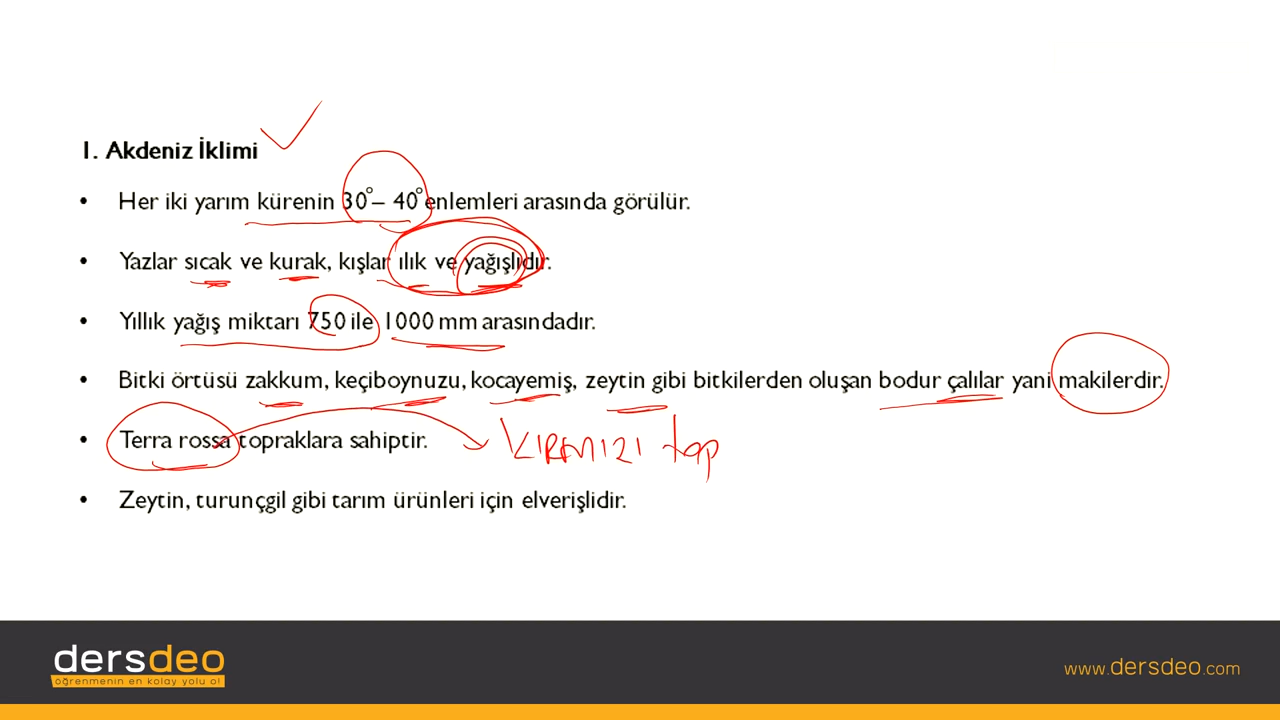 1. Akdeniz İklimi
• Her iki yarım kürenin 30°– 40° enlemleri arasında görülür.
• Yazlar sıcak ve kurak, kışlar ılık ve yağışlıdır.
• Yıllık yağış miktarı 750 ile 1000 mm arasındadır.
• Bitki örtüsü zakkum, keçiboynuzu, kocayemiş, zeytin gibi bitkilerden oluşan bodur çalılar yani makilerdir.
• Terra rossa topraklara sahiptir. KIRMIZI top
• Zeytin, turunçgil gibi tarım ürünleri için elverişlidir.
dersdeo
öğrenmenin en kolay yolu o!
www.dersdeo.com